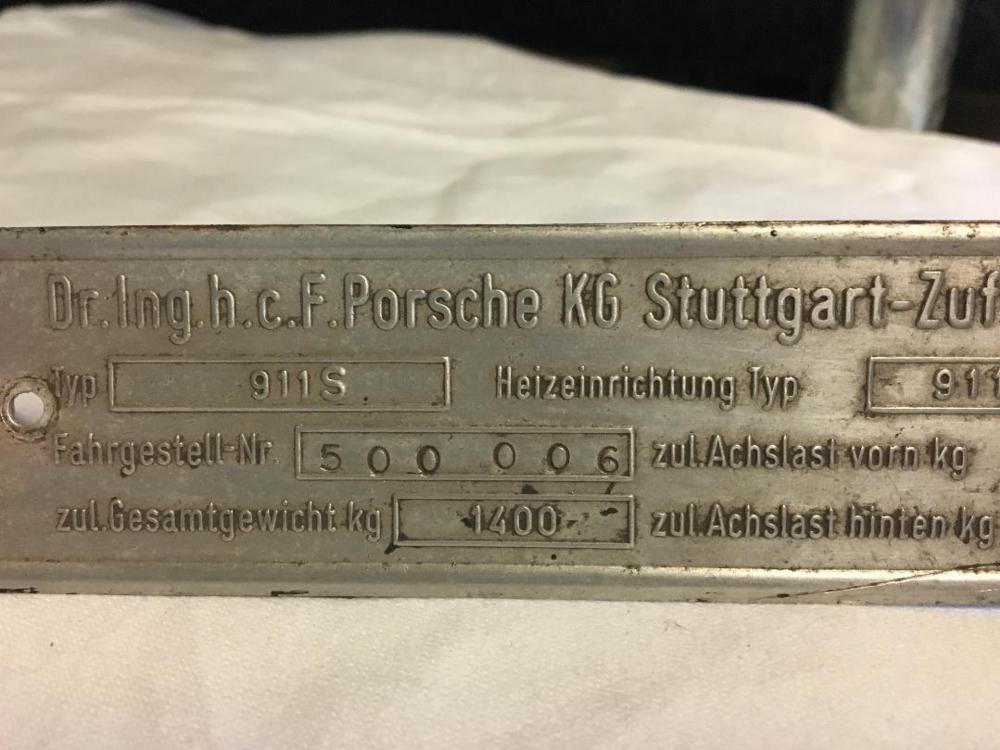 Dr.Ing.h.c.F.Porsche KG Stuttgart-Zuf
Typ 911S Heizeinrichtung Typ 911
Fahrgestell-Nr. 500 006 zul.Achslast vorn kg
zul.Gesamtgewicht kg 1400 zul.Achslast hinten kg